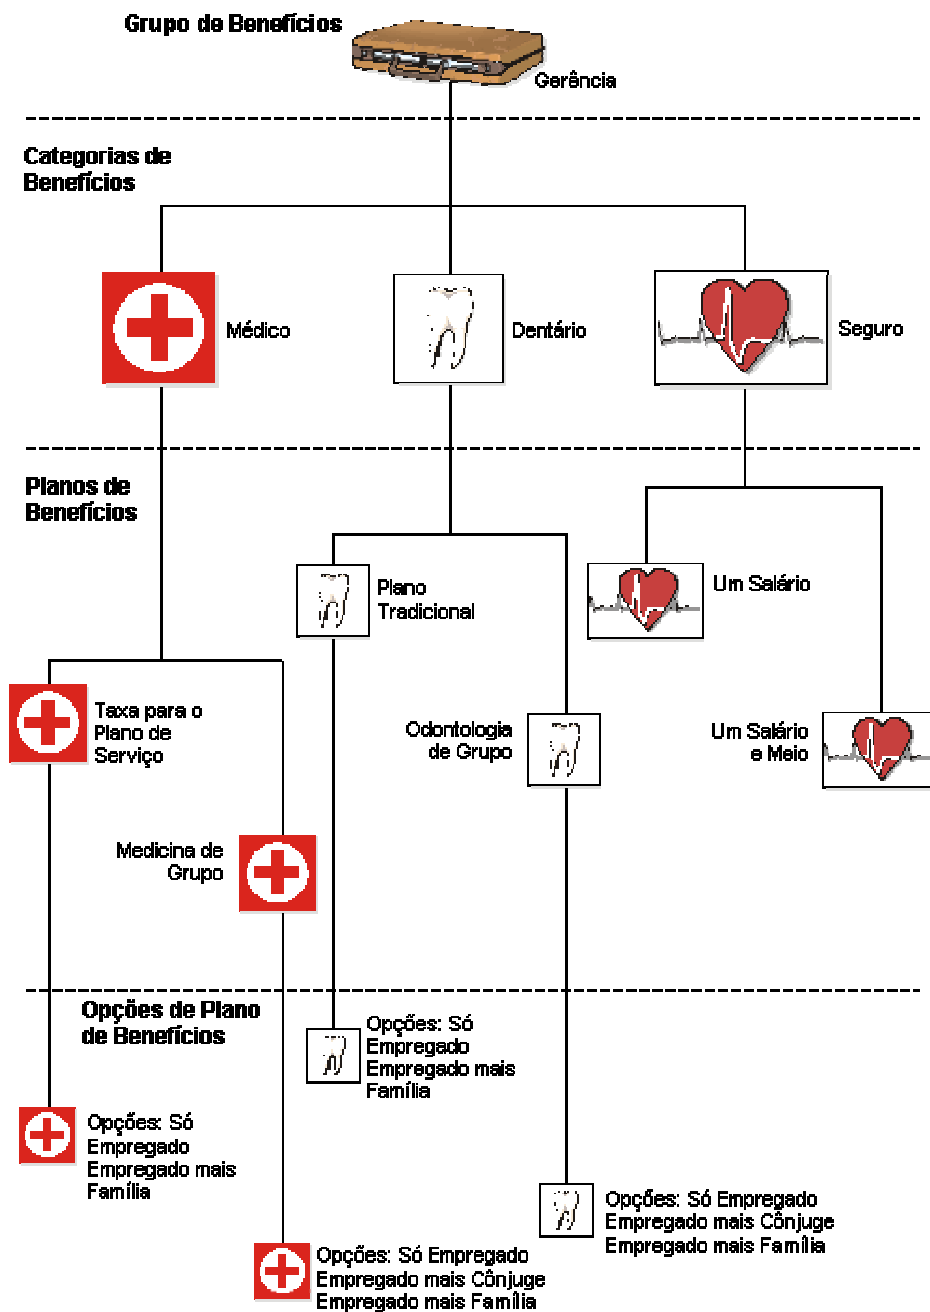 Grupo de Benefícios
Gerência
Categorias de
Benefícios
Médico
Dentário
Seguro
Planos de
Benefícios
Plano
Tradicional
Um Salário
Taxa para o
Plano de
Serviço
Odontologia
de Grupo
Um Salário
e Meio
Medicina de
Grupo
Opções de Plano
de Benefícios
Opções: Só
Empregado
Empregado mais
Família
Opções: Só
Empregado
Empregado mais
Família
Opções: Só Empregado
Empregado mais Cônjuge
Empregado mais Família
Opções: Só Empregado
Empregado mais Cônjuge
Empregado mais Família